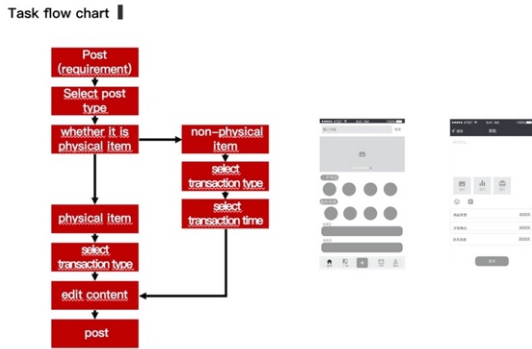 Task flow chart
Post
(requirement)
Select post
type
whether it is
physical item
non-physical
item
select
transaction type
select
transaction time
physical item
select
transaction type
edit content
post